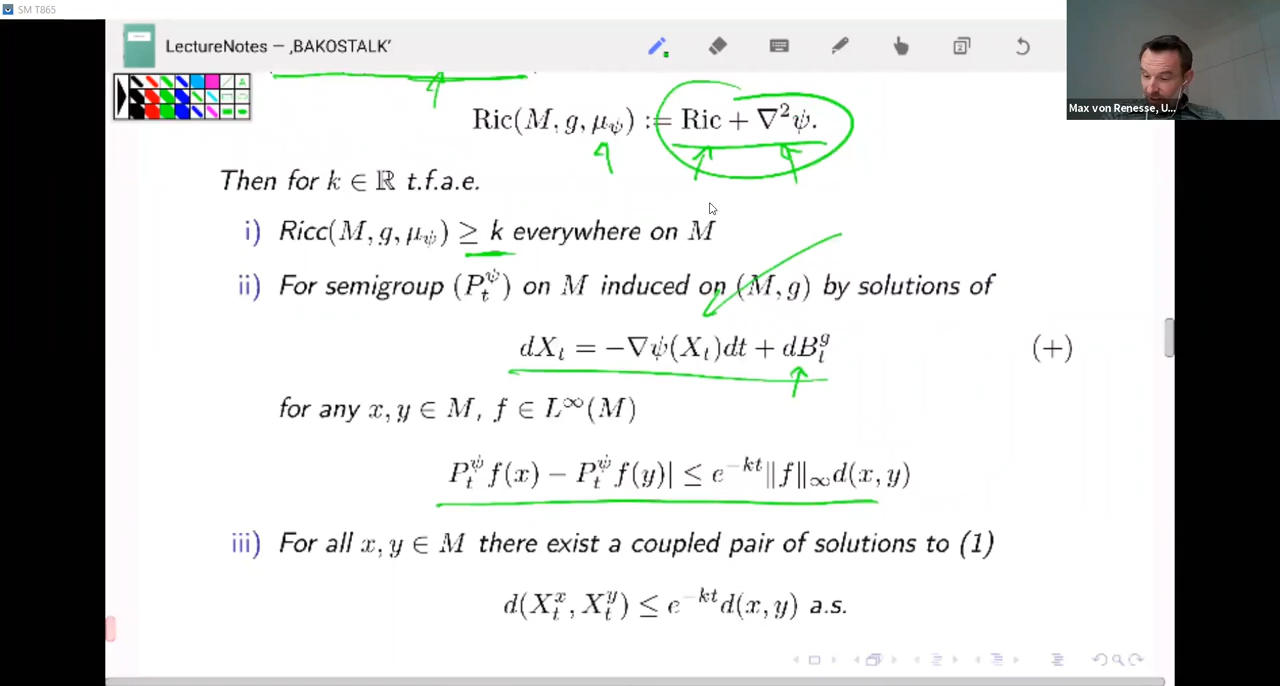 SM T865
LectureNotes – ‚BAKOSTALK'
Max von Renesse, U...
Ric(M, g, μ_ψ) := Ric + ∇²ψ.
Then for k ∈ ℝ t.f.a.e.
i) Ricc(M, g, μ_ψ) ≥ k everywhere on M
ii) For semigroup (P_t^ψ) on M induced on (M, g) by solutions of
dX_t = −∇ψ(X_t)dt + dB_t^g (+)
for any x, y ∈ M, f ∈ L^∞(M)
P_t^ψ f(x) − P_t^ψ f(y)| ≤ e^{−kt}‖f‖_∞ d(x, y)
iii) For all x, y ∈ M there exist a coupled pair of solutions to (1)
d(X_t^x, X_t^y) ≤ e^{−kt} d(x, y) a.s.